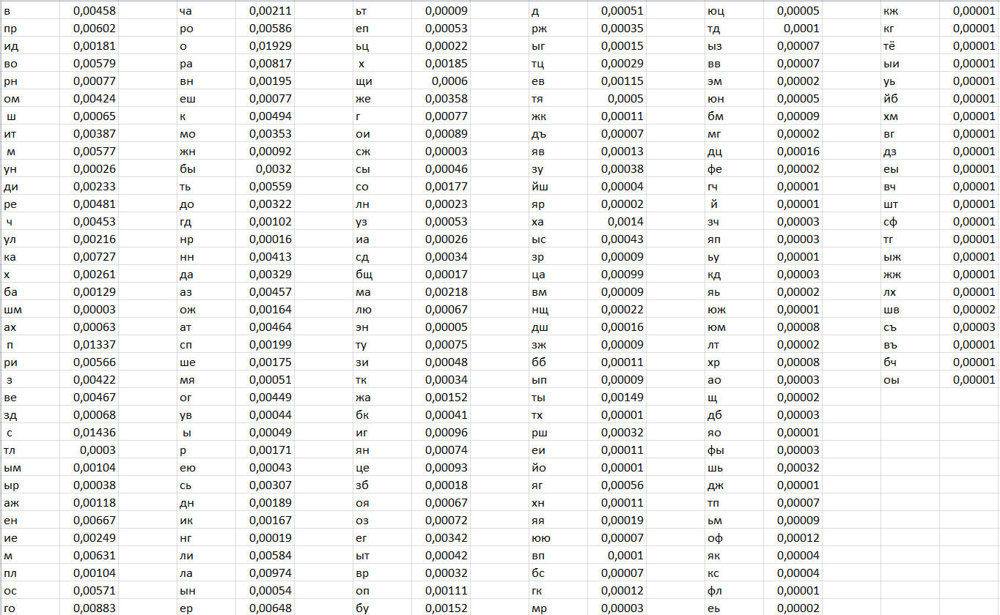 в 0,00458 ча 0,00211 ьт 0,00009 д 0,00051 юц 0,00005 кж 0,00001
пр 0,00602 ро 0,00586 еп 0,00053 рж 0,00035 тд 0,0001 кг 0,00001
ид 0,00181 о 0,01929 ьц 0,00022 ыг 0,00015 ыз 0,00007 тё 0,00001
во 0,00579 ра 0,00817 х 0,00185 тц 0,00029 вв 0,00007 ыи 0,00001
рн 0,00077 вн 0,00195 щи 0,0006 ев 0,00115 эм 0,00002 уь 0,00001
ом 0,00424 еш 0,00077 же 0,00358 тя 0,0005 юн 0,00005 йб 0,00001
ш 0,00065 к 0,00494 г 0,00077 жк 0,00011 бм 0,00009 хм 0,00001
ит 0,00387 мо 0,00353 ои 0,00089 дъ 0,00007 мг 0,00002 вг 0,00001
м 0,00577 жн 0,00092 сж 0,00003 яв 0,00013 дц 0,00016 дз 0,00001
ун 0,00026 бы 0,0032 сы 0,00046 зу 0,00038 фе 0,00002 еы 0,00001
ди 0,00233 ть 0,00559 со 0,00177 йш 0,00004 гч 0,00001 вч 0,00001
ре 0,00481 до 0,00322 лн 0,00023 яр 0,00002 й 0,00001 шт 0,00001
ч 0,00453 гд 0,00102 уз 0,00053 ха 0,0014 зч 0,00003 сф 0,00001
ул 0,00216 нр 0,00016 иа 0,00026 ыс 0,00043 яп 0,00003 тг 0,00001
ка 0,00727 нн 0,00413 сд 0,00034 зр 0,00009 ьу 0,00001 ыж 0,00001
х 0,00261 да 0,00329 бщ 0,00017 ца 0,00099 кд 0,00003 жж 0,00001
ба 0,00129 аз 0,00457 ма 0,00218 вм 0,00009 яь 0,00002 лх 0,00001
шм 0,00003 ож 0,00164 лю 0,00067 нщ 0,00022 юж 0,00001 шв 0,00002
ах 0,00063 ат 0,00464 эн 0,00005 дш 0,00016 юм 0,00008 съ 0,00003
п 0,01337 сп 0,00199 ту 0,00075 зж 0,00009 лт 0,00002 въ 0,00001
ри 0,00566 ше 0,00175 зи 0,00048 бб 0,00011 хр 0,00008 бч 0,00001
з 0,00422 мя 0,00051 тк 0,00034 ып 0,00009 ао 0,00003 оы 0,00001
ве 0,00467 ог 0,00449 жа 0,00152 ты 0,00149 щ 0,00002
зд 0,00068 ув 0,00044 бк 0,00041 тх 0,00001 дб 0,00003
с 0,01436 ы 0,00049 иг 0,00096 рш 0,00032 яо 0,00001
тл 0,0003 р 0,00171 ян 0,00074 еи 0,00011 фы 0,00003
ым 0,00104 ею 0,00043 це 0,00093 йо 0,00001 шь 0,00032
ыр 0,00038 сь 0,00307 зб 0,00018 яг 0,00056 дж 0,00001
аж 0,00118 дн 0,00189 оя 0,00067 хн 0,00011 тп 0,00007
ен 0,00667 ик 0,00167 оз 0,00072 яя 0,00019 ьм 0,00009
ие 0,00249 нг 0,00019 ег 0,00342 юю 0,00007 оф 0,00012
м 0,00631 ли 0,00584 ыт 0,00042 вп 0,0001 як 0,00004
пл 0,00104 ла 0,00974 вр 0,00032 бс 0,00007 кс 0,00004
ос 0,00571 ын 0,00054 оп 0,00111 гк 0,00012 фл 0,00001
го 0,00883 ер 0,00648 бу 0,00152 мр 0,00003 еь 0,00002